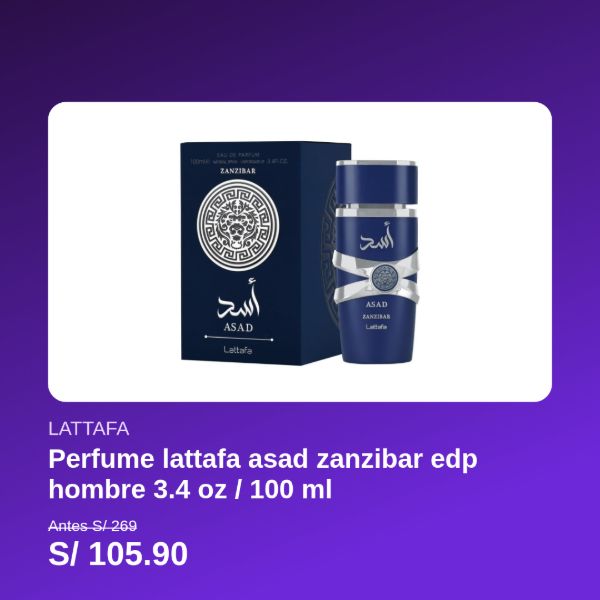 EAU DE PARFUM
ZANZIBAR
أسد
ASAD
Lattafa
أسد
ASAD
ZANZIBAR
Lattafa
LATTAFA
Perfume lattafa asad zanzibar edp
hombre 3.4 oz / 100 ml
Antes S/ 269
S/ 105.90